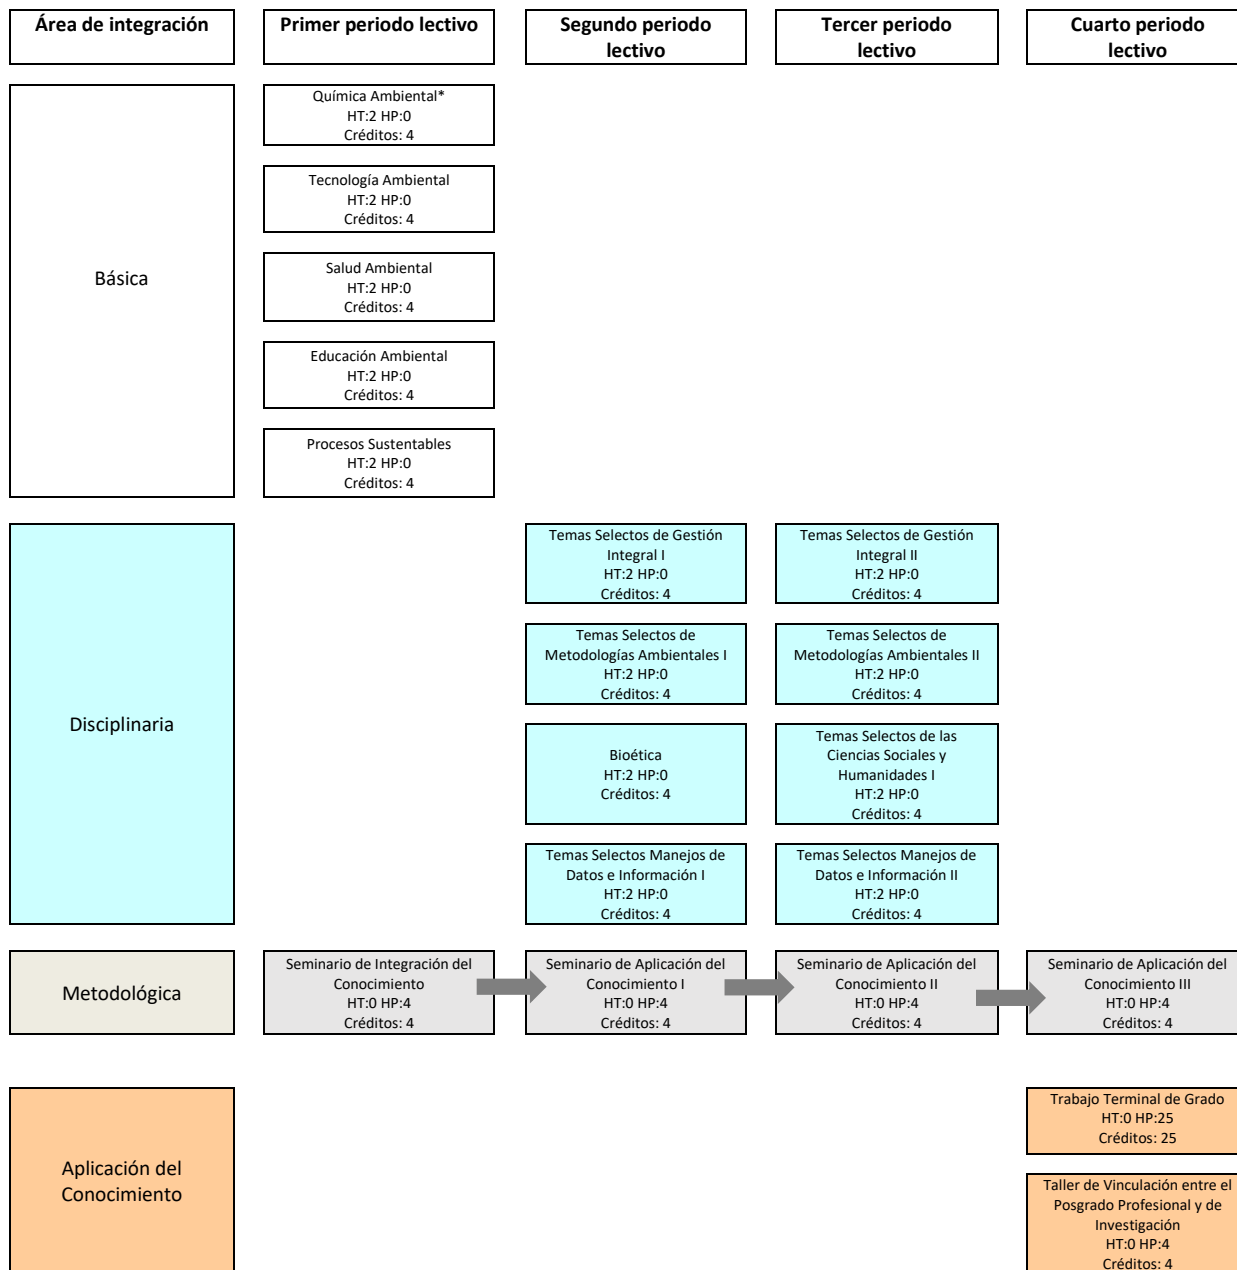 Área de integración
Primer periodo lectivo
Segundo periodo
lectivo
Tercer periodo
lectivo
Cuarto periodo
lectivo
Básica
Química Ambiental*
HT:2 HP:0
Créditos: 4
Tecnología Ambiental
HT:2 HP:0
Créditos: 4
Salud Ambiental
HT:2 HP:0
Créditos: 4
Educación Ambiental
HT:2 HP:0
Créditos: 4
Procesos Sustentables
HT:2 HP:0
Créditos: 4
Disciplinaria
Temas Selectos de Gestión
Integral I
HT:2 HP:0
Créditos: 4
Temas Selectos de Gestión
Integral II
HT:2 HP:0
Créditos: 4
Temas Selectos de
Metodologías Ambientales I
HT:2 HP:0
Créditos: 4
Temas Selectos de
Metodologías Ambientales II
HT:2 HP:0
Créditos: 4
Bioética
HT:2 HP:0
Créditos: 4
Temas Selectos de las
Ciencias Sociales y
Humanidades I
HT:2 HP:0
Créditos: 4
Temas Selectos Manejos de
Datos e Información I
HT:2 HP:0
Créditos: 4
Temas Selectos Manejos de
Datos e Información II
HT:2 HP:0
Créditos: 4
Metodológica
Seminario de Integración del
Conocimiento
HT:0 HP:4
Créditos: 4
Seminario de Aplicación del
Conocimiento I
HT:0 HP:4
Créditos: 4
Seminario de Aplicación del
Conocimiento II
HT:0 HP:4
Créditos: 4
Seminario de Aplicación del
Conocimiento III
HT:0 HP:4
Créditos: 4
Aplicación del
Conocimiento
Trabajo Terminal de Grado
HT:0 HP:25
Créditos: 25
Taller de Vinculación entre el
Posgrado Profesional y de
Investigación
HT:0 HP:4
Créditos: 4